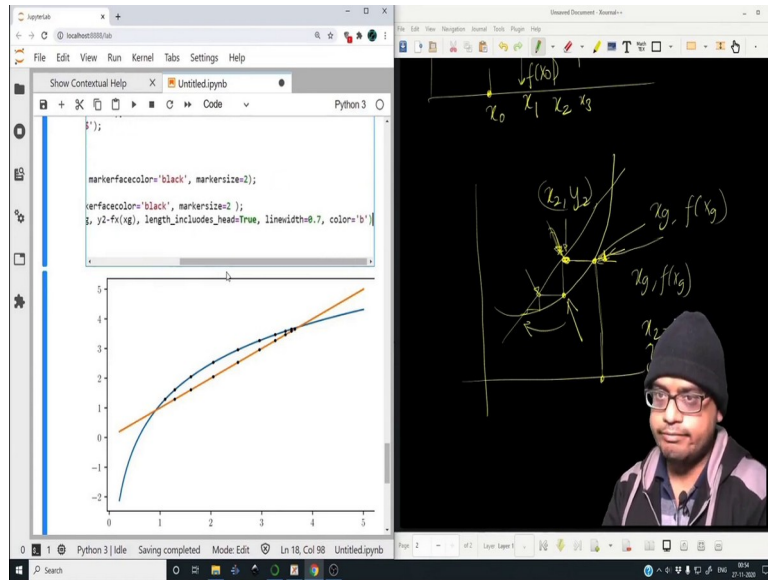 JupyterLab
localhost:8888/lab
File Edit View Run Kernel Tabs Settings Help
Show Contextual Help
Untitled.ipynb
Code
Python 3
$');
markerfacecolor='black', markersize=2);
kerfacecolor='black', markersize=2 );
g, y2-fx(xg), length_incluodes_head=True, linewidth=0.7, color='b')
5
4
3
2
1
0
-1
-2
0 1 2 3 4 5
0 1 Python 3 | Idle Saving completed Mode: Edit Ln 18, Col 98 Untitled.ipynb
Search
Unsaved Document - Xournal++
File Edit View Navigation Journal Tools Plugin Help
f(x0)
x0 x1 x2 x3
(x2, y2)
xg, f(xg)
xg, f(xg)
Page 2 of 2 Layer Layer 1
ENG 00:54
27-11-2020